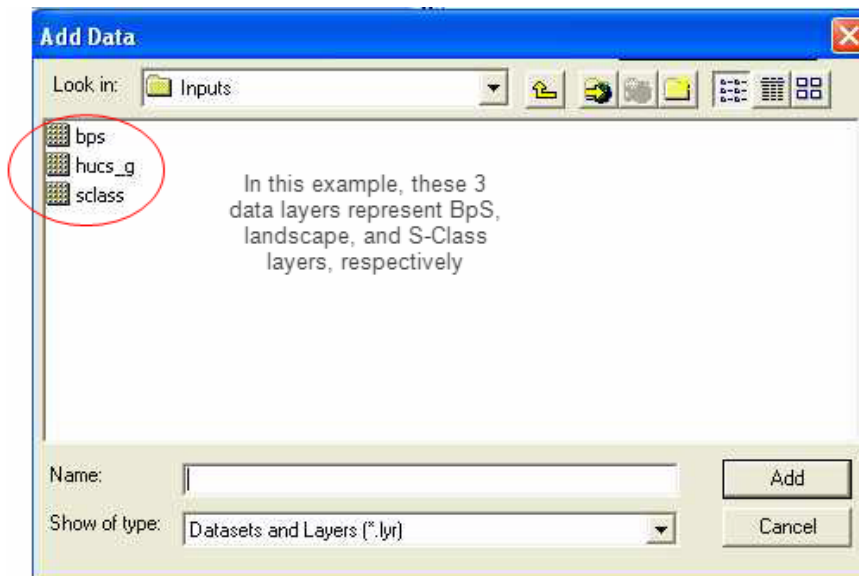 Add Data
Look in: Inputs
bps
hucs_g
sclass
In this example, these 3
data layers represent BpS,
landscape, and S-Class
layers, respectively
Name: Add
Show of type: Datasets and Layers (*.lyr) Cancel